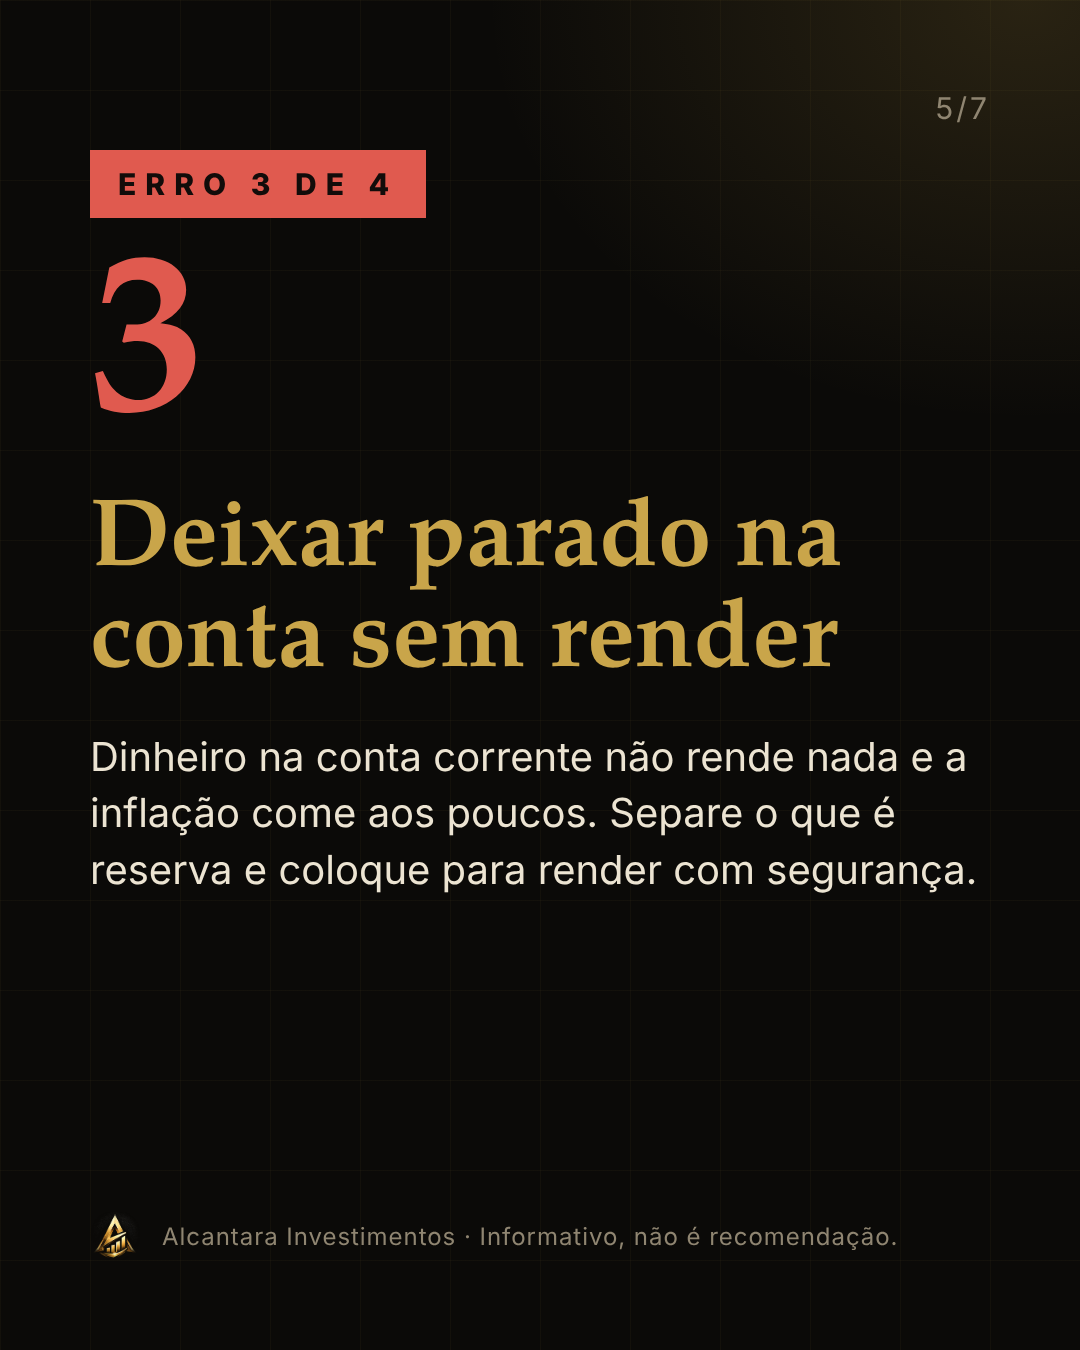 5/7
ERRO 3 DE 4
3
Deixar parado na
conta sem render
Dinheiro na conta corrente não rende nada e a
inflação come aos poucos. Separe o que é
reserva e coloque para render com segurança.
Alcantara Investimentos · Informativo, não é recomendação.